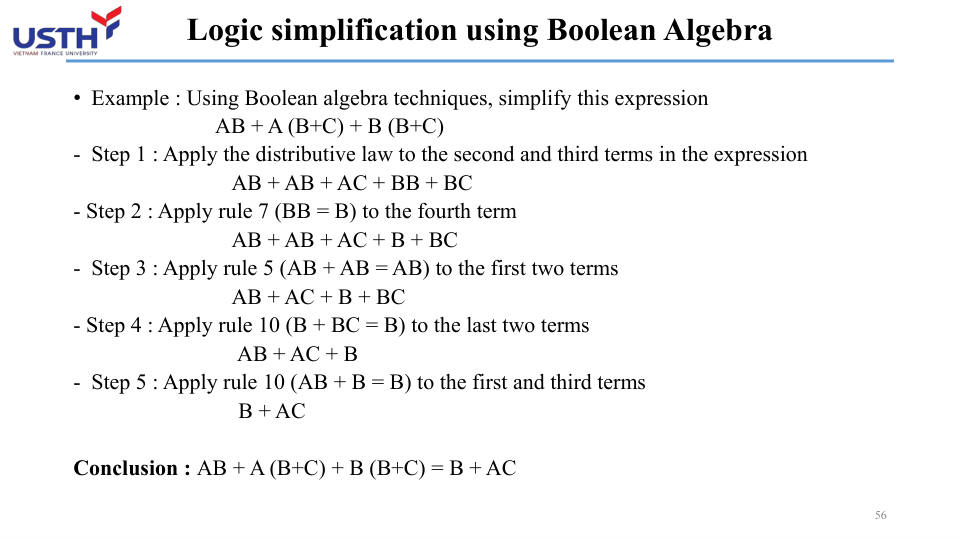 USTH
VIETNAM FRANCE UNIVERSITY
Logic simplification using Boolean Algebra
• Example : Using Boolean algebra techniques, simplify this expression
AB + A (B+C) + B (B+C)
- Step 1 : Apply the distributive law to the second and third terms in the expression
AB + AB + AC + BB + BC
- Step 2 : Apply rule 7 (BB = B) to the fourth term
AB + AB + AC + B + BC
- Step 3 : Apply rule 5 (AB + AB = AB) to the first two terms
AB + AC + B + BC
- Step 4 : Apply rule 10 (B + BC = B) to the last two terms
AB + AC + B
- Step 5 : Apply rule 10 (AB + B = B) to the first and third terms
B + AC
Conclusion : AB + A (B+C) + B (B+C) = B + AC
56